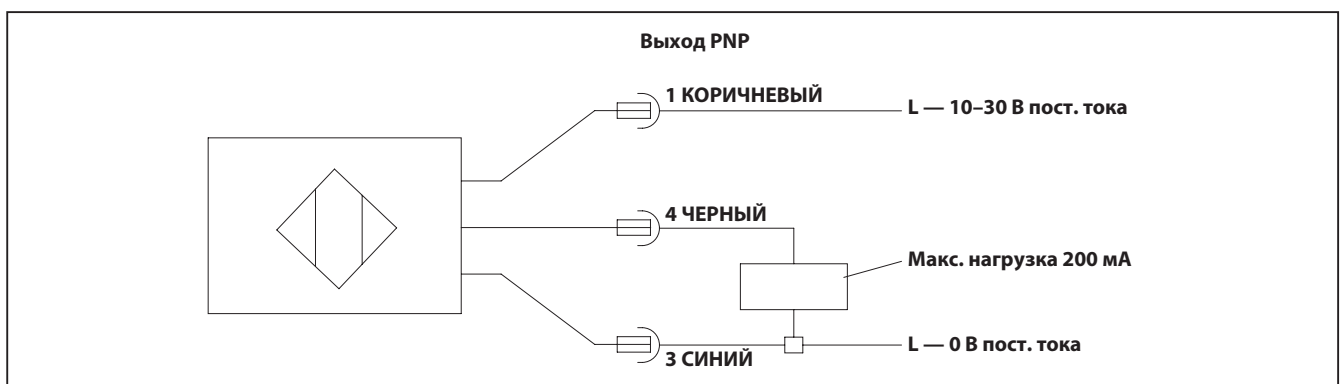 Выход PNP
1 КОРИЧНЕВЫЙ
L — 10–30 В пост. тока
4 ЧЕРНЫЙ
Макс. нагрузка 200 мА
L — 0 В пост. тока
3 СИНИЙ